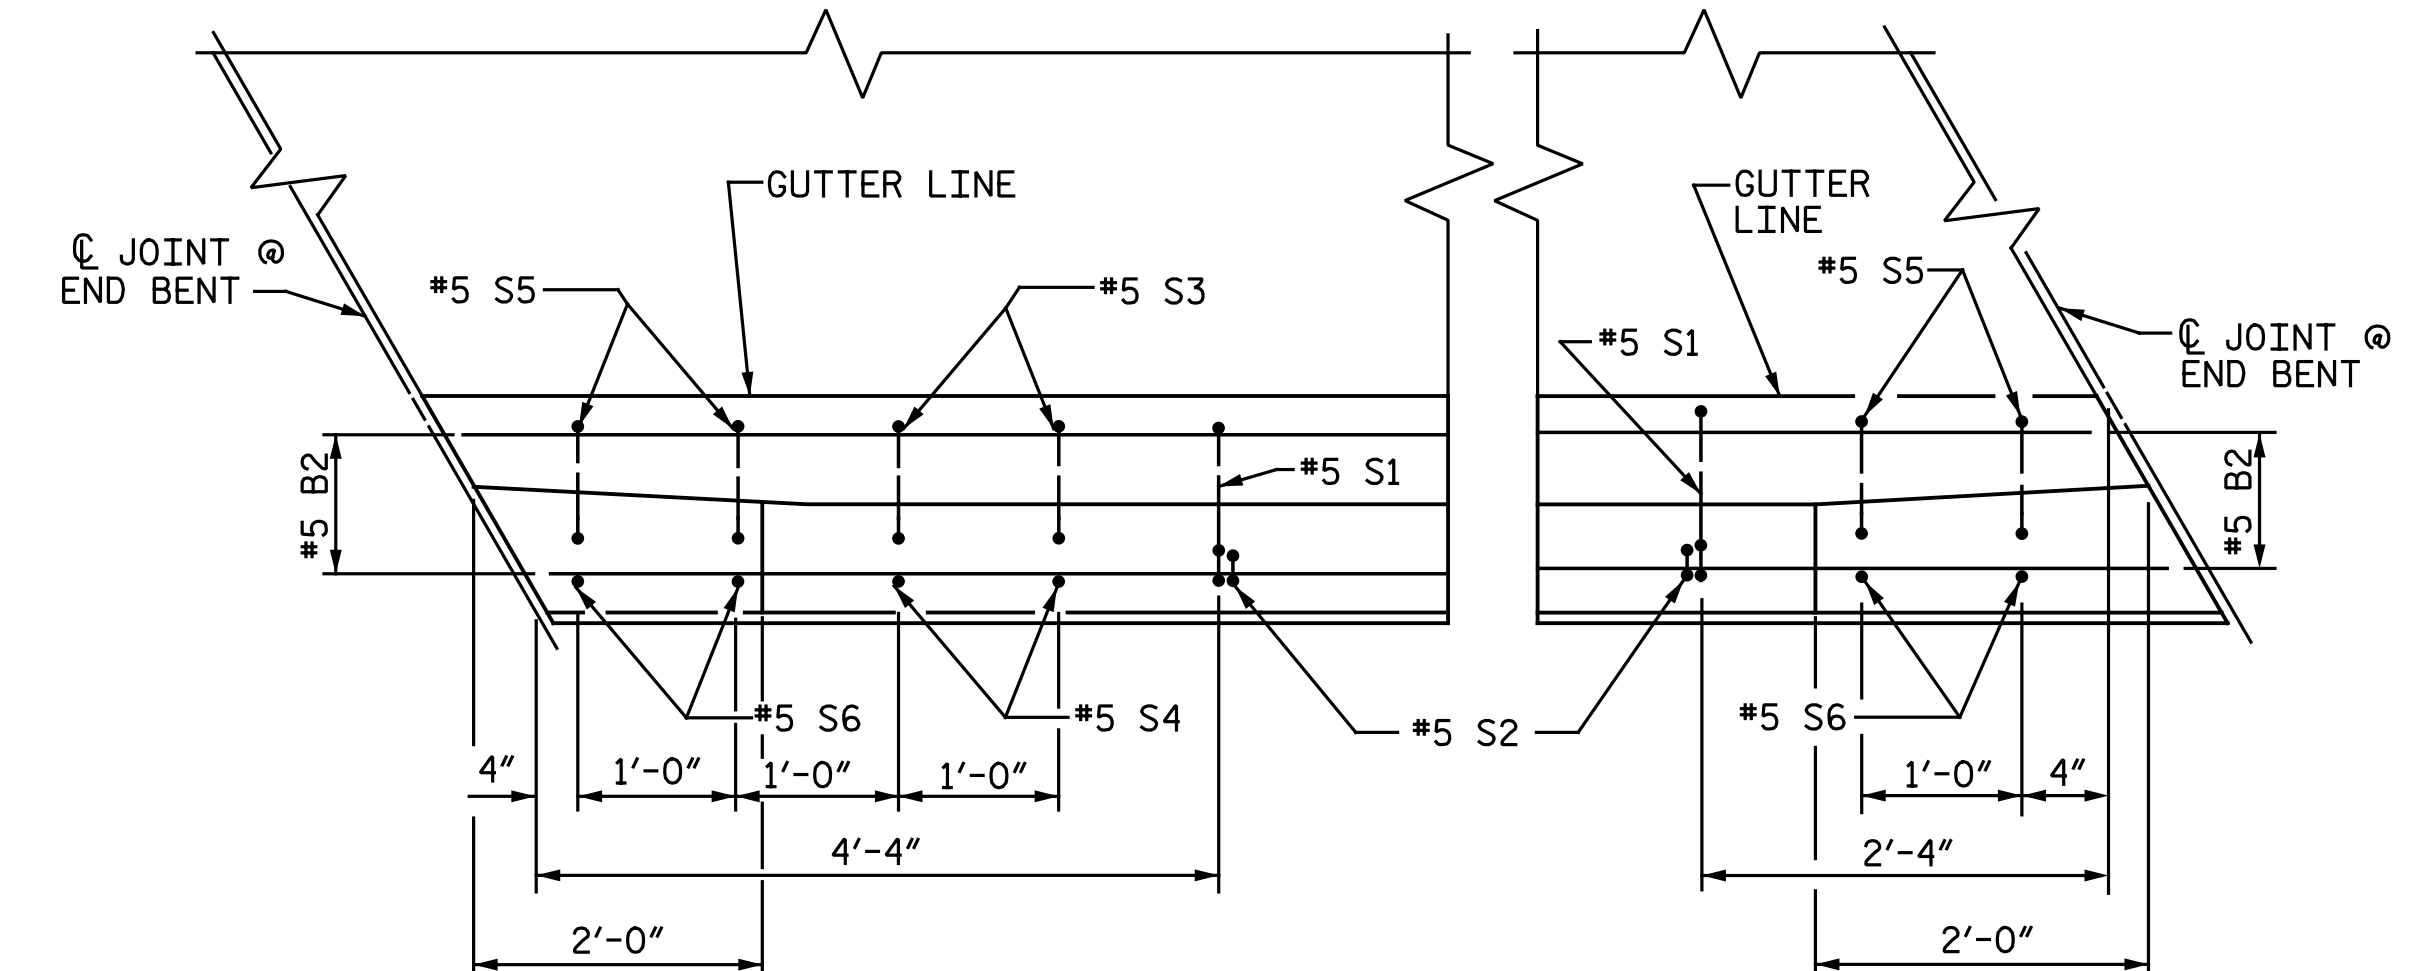 GUTTER LINE
GUTTER
LINE
℄ JOINT @
END BENT
#5 S5
#5 S3
#5 S5
#5 S1
℄ JOINT @
END BENT
#5 B2
#5 S1
#5 B2
#5 S6
#5 S4
#5 S2
#5 S6
4"
1'-0"
1'-0"
1'-0"
1'-0"
4"
4'-4"
2'-4"
2'-0"
2'-0"